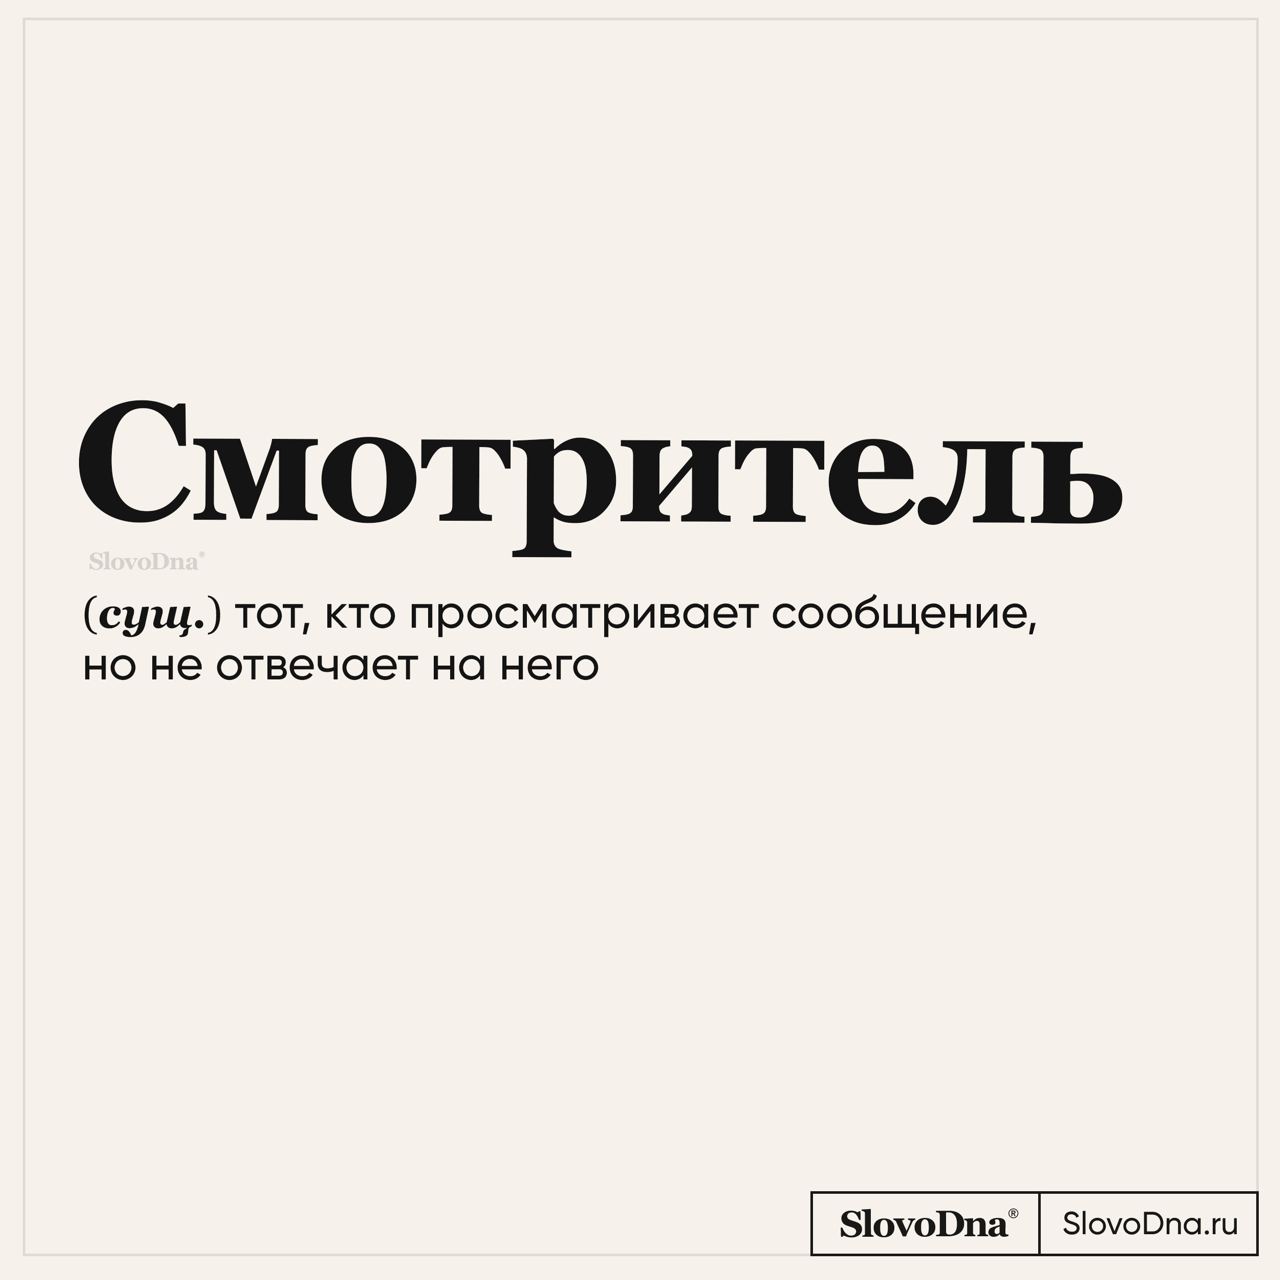 Смотритель
SlovoDna®
(сущ.) тот, кто просматривает сообщение,
но не отвечает на него
SlovoDna® SlovoDna.ru